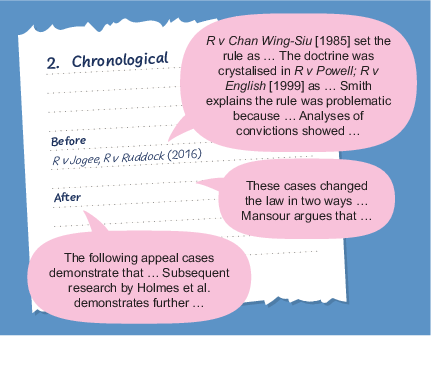 2. Chronological
R v Chan Wing-Siu [1985] set the
rule as … The doctrine was
crystalised in R v Powell; R v
English [1999] as … Smith
explains the rule was problematic
because … Analyses of
convictions showed …
Before
R v Jogee, R v Ruddock (2016)
These cases changed
the law in two ways …
Mansour argues that …
After
The following appeal cases
demonstrate that … Subsequent
research by Holmes et al.
demonstrates further …